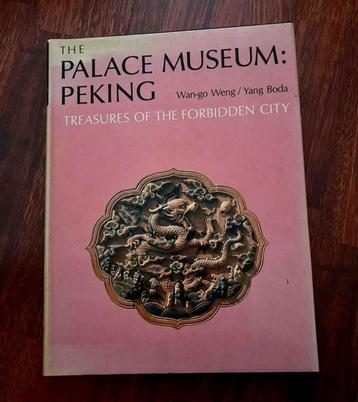 THE
PALACE MUSEUM:
PEKING Wan-go Weng / Yang Boda
TREASURES OF THE FORBIDDEN CITY